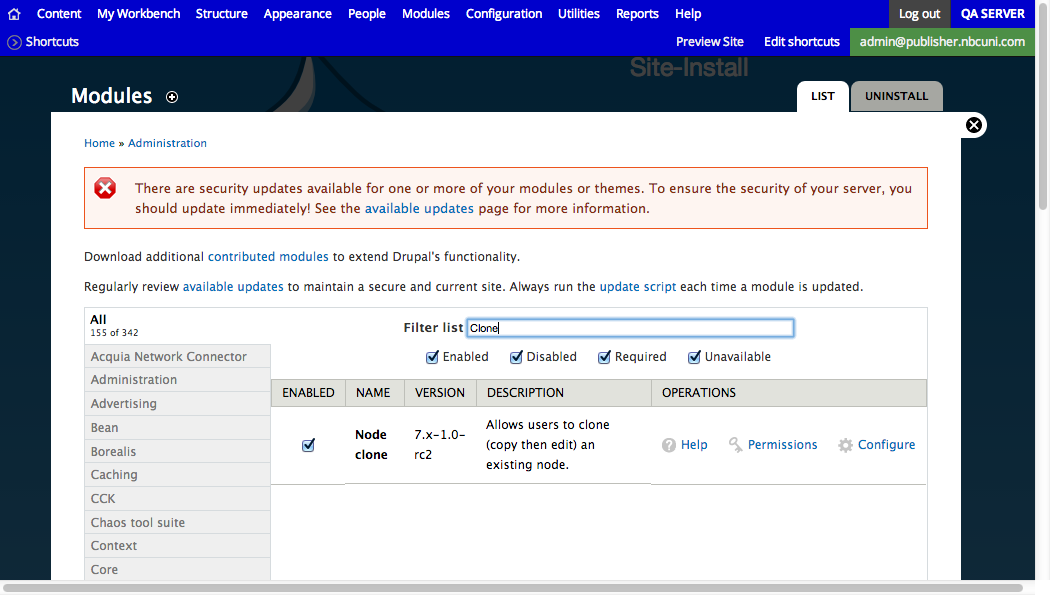 Content My Workbench Structure Appearance People Modules Configuration Utilities Reports Help Log out QA SERVER
Shortcuts Preview Site Edit shortcuts admin@publisher.nbcuni.com
Site-Install
Modules LIST UNINSTALL
Home » Administration
There are security updates available for one or more of your modules or themes. To ensure the security of your server, you
should update immediately! See the available updates page for more information.
Download additional contributed modules to extend Drupal's functionality.
Regularly review available updates to maintain a secure and current site. Always run the update script each time a module is updated.
All
155 of 342
Filter list Clone
Enabled Disabled Required Unavailable
Acquia Network Connector
Administration
Advertising
Bean
Borealis
Caching
CCK
Chaos tool suite
Context
Core
ENABLED NAME VERSION DESCRIPTION OPERATIONS
Node
clone
7.x-1.0-
rc2
Allows users to clone
(copy then edit) an
existing node.
Help Permissions Configure